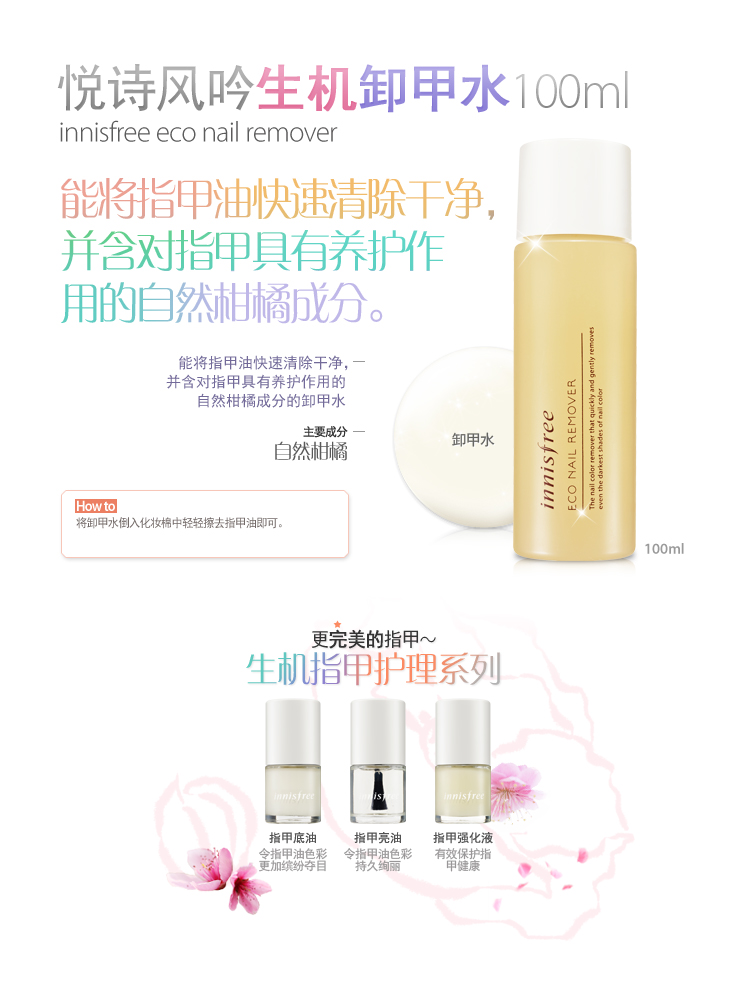 悦诗风吟生机卸甲水100ml
innisfree eco nail remover
能将指甲油快速清除干净，
并含对指甲具有养护作
用的自然柑橘成分。
能将指甲油快速清除干净，
并含对指甲具有养护作用的
自然柑橘成分的卸甲水
主要成分
自然柑橘
卸甲水
innisfree
ECO NAIL REMOVER
The nail color remover that quickly and gently removes
even the darkest shades of nail color
How to
将卸甲水倒入化妆棉中轻轻擦去指甲油即可。
100ml
更完美的指甲～
生机指甲护理系列
innisfree
innisfree
innisfree
指甲底油
令指甲油色彩
更加缤纷夺目
指甲亮油
令指甲油色彩
持久绚丽
指甲强化液
有效保护指
甲健康